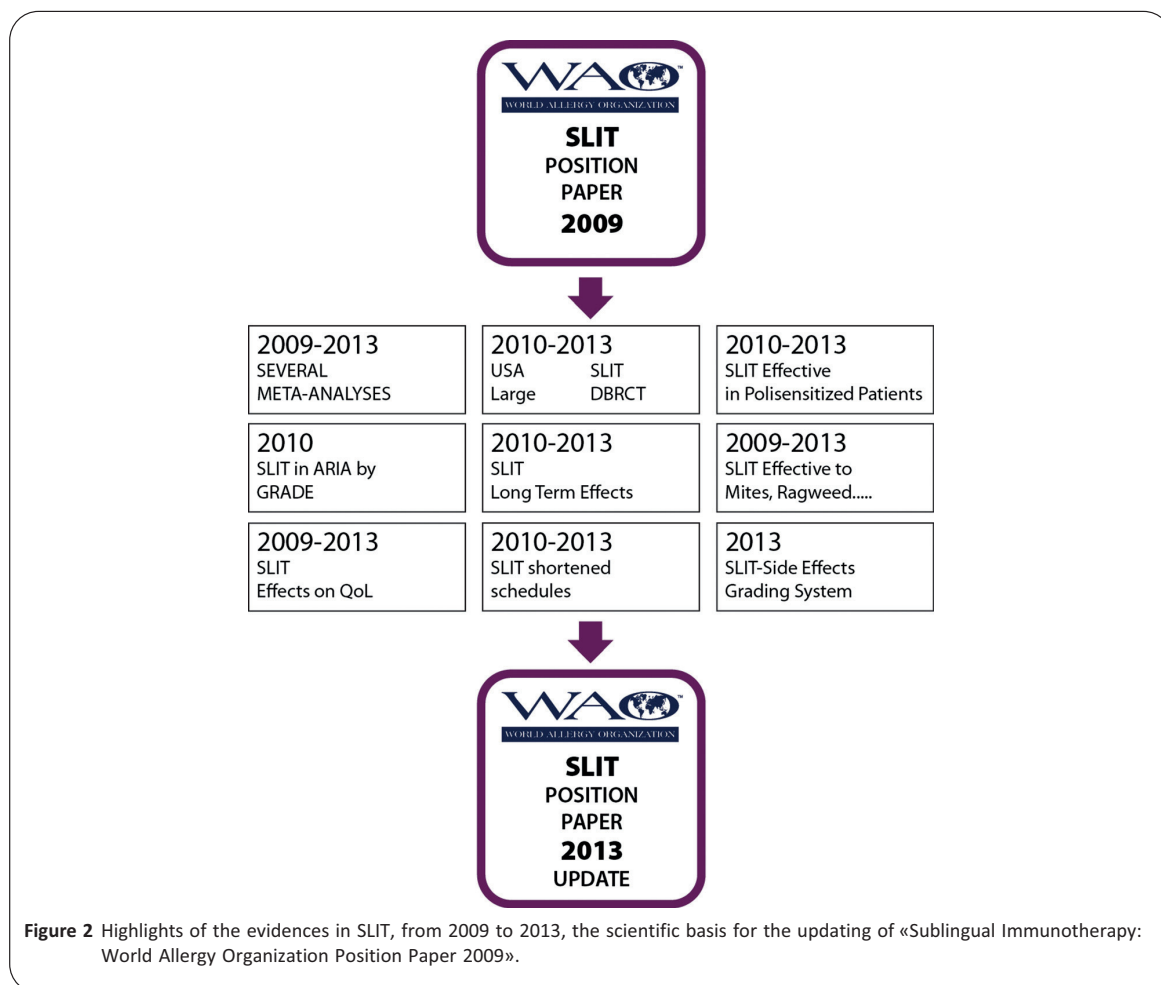 WAO™
WORLD ALLERGY ORGANIZATION
SLIT
POSITION
PAPER
2009
2009-2013
SEVERAL
META-ANALYSES
2010-2013
USA SLIT
Large DBRCT
2010-2013
SLIT Effective
in Polisensitized Patients
2010
SLIT in ARIA by
GRADE
2010-2013
SLIT
Long Term Effects
2009-2013
SLIT Effective to
Mites, Ragweed.....
2009-2013
SLIT
Effects on QoL
2010-2013
SLIT shortened
schedules
2013
SLIT-Side Effects
Grading System
WAO™
WORLD ALLERGY ORGANIZATION
SLIT
POSITION
PAPER
2013
UPDATE
Figure 2 Highlights of the evidences in SLIT, from 2009 to 2013, the scientific basis for the updating of «Sublingual Immunotherapy:
World Allergy Organization Position Paper 2009».